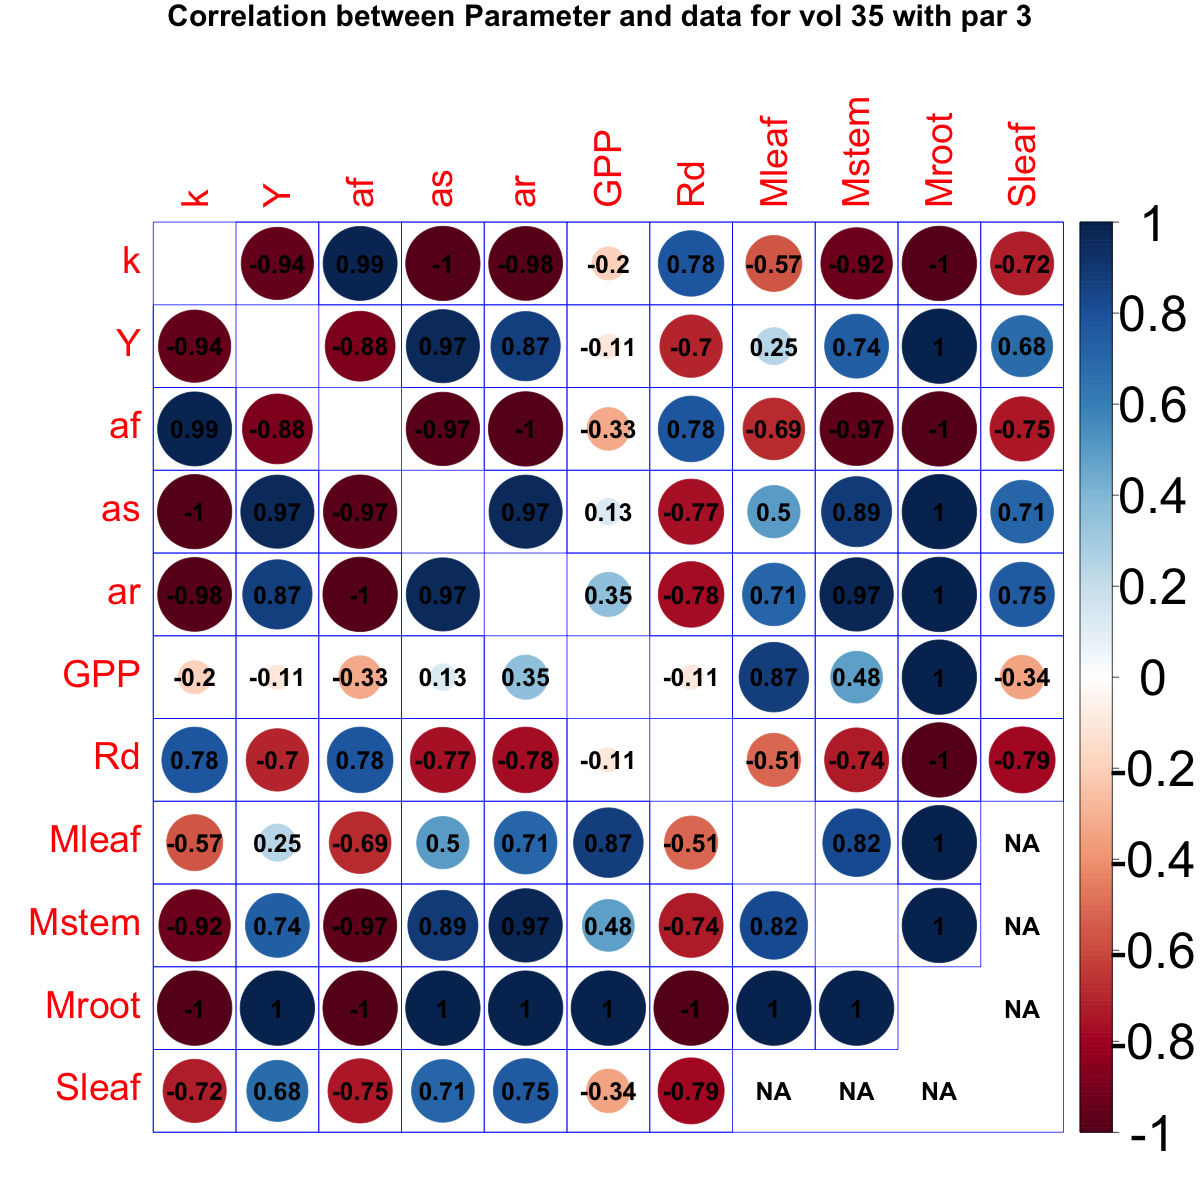 Correlation between Parameter and data for vol 35 with par 3
k Y af as ar GPP Rd Mleaf Mstem Mroot Sleaf
k -0.94 0.99 -1 -0.98 -0.2 0.78 -0.57 -0.92 -1 -0.72
Y -0.94 -0.88 0.97 0.87 -0.11 -0.7 0.25 0.74 1 0.68
af 0.99 -0.88 -0.97 -1 -0.33 0.78 -0.69 -0.97 -1 -0.75
as -1 0.97 -0.97 0.97 0.13 -0.77 0.5 0.89 1 0.71
ar -0.98 0.87 -1 0.97 0.35 -0.78 0.71 0.97 1 0.75
GPP -0.2 -0.11 -0.33 0.13 0.35 -0.11 0.87 0.48 1 -0.34
Rd 0.78 -0.7 0.78 -0.77 -0.78 -0.11 -0.51 -0.74 -1 -0.79
Mleaf -0.57 0.25 -0.69 0.5 0.71 0.87 -0.51 0.82 1 NA
Mstem -0.92 0.74 -0.97 0.89 0.97 0.48 -0.74 0.82 1 NA
Mroot -1 1 -1 1 1 1 -1 1 1 NA
Sleaf -0.72 0.68 -0.75 0.71 0.75 -0.34 -0.79 NA NA NA
1
0.8
0.6
0.4
0.2
0
-0.2
-0.4
-0.6
-0.8
-1